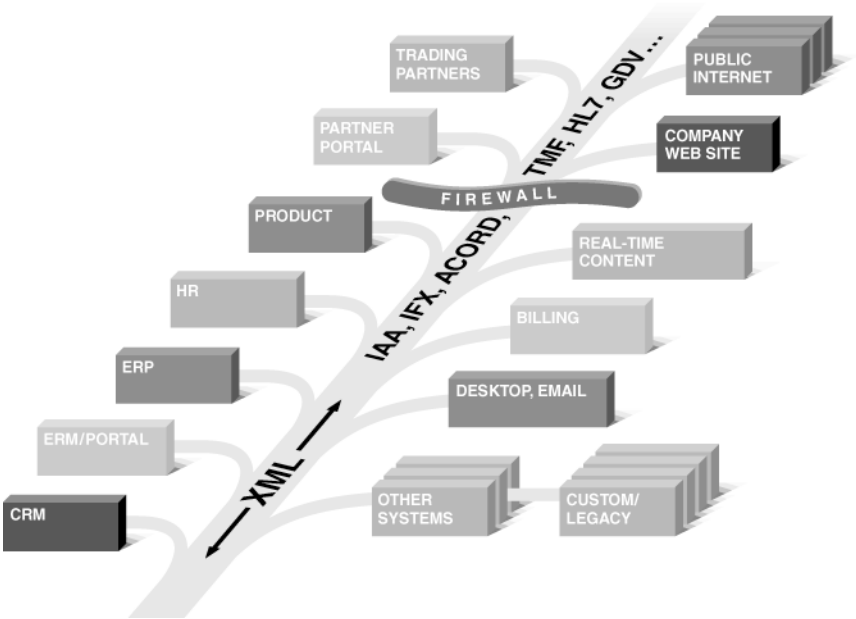 TRADING
PARTNERS
PUBLIC
INTERNET
PARTNER
PORTAL
COMPANY
WEB SITE
TMF, HL7, GDV ...
FIREWALL
PRODUCT
REAL-TIME
CONTENT
HR
IAA, IFX, ACORD,
BILLING
ERP
DESKTOP, EMAIL
ERM/PORTAL
XML
CRM
OTHER
SYSTEMS
CUSTOM/
LEGACY